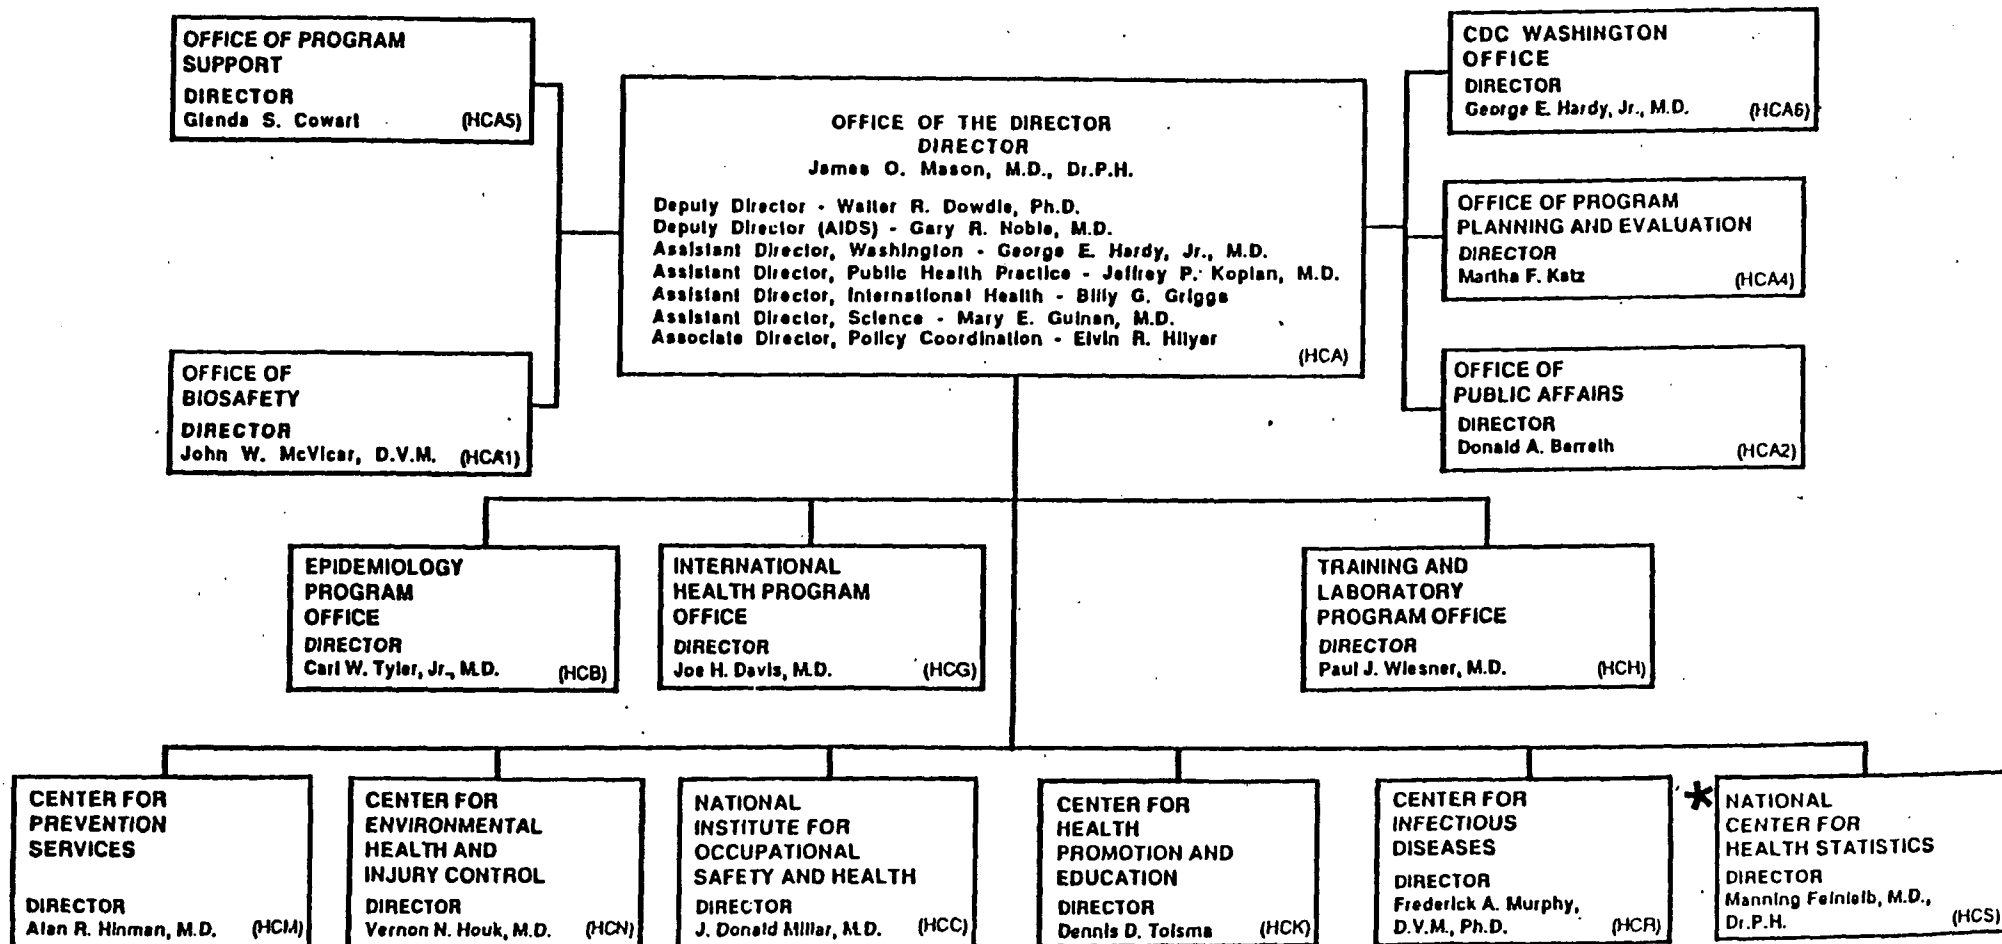 OFFICE OF PROGRAM
SUPPORT
DIRECTOR
Glenda S. Cowart (HCA5)
OFFICE OF THE DIRECTOR
DIRECTOR
James O. Mason, M.D., Dr.P.H.
Deputy Director - Walter R. Dowdle, Ph.D.
Deputy Director (AIDS) - Gary R. Noble, M.D.
Assistant Director, Washington - George E. Hardy, Jr., M.D.
Assistant Director, Public Health Practice - Jeffrey P. Koplan, M.D.
Assistant Director, International Health - Billy G. Griggs
Assistant Director, Science - Mary E. Guinan, M.D.
Associate Director, Policy Coordination - Elvin R. Hilyer
(HCA)
CDC WASHINGTON
OFFICE
DIRECTOR
George E. Hardy, Jr., M.D. (HCA6)
OFFICE OF PROGRAM
PLANNING AND EVALUATION
DIRECTOR
Martha F. Katz (HCA4)
OFFICE OF
BIOSAFETY
DIRECTOR
John W. McVicar, D.V.M. (HCA1)
OFFICE OF
PUBLIC AFFAIRS
DIRECTOR
Donald A. Berreth (HCA2)
EPIDEMIOLOGY
PROGRAM
OFFICE
DIRECTOR
Carl W. Tyler, Jr., M.D. (HCB)
INTERNATIONAL
HEALTH PROGRAM
OFFICE
DIRECTOR
Joe H. Davis, M.D. (HCG)
TRAINING AND
LABORATORY
PROGRAM OFFICE
DIRECTOR
Paul J. Wiesner, M.D. (HCH)
CENTER FOR
PREVENTION
SERVICES
DIRECTOR
Alan R. Hinman, M.D. (HCM)
CENTER FOR
ENVIRONMENTAL
HEALTH AND
INJURY CONTROL
DIRECTOR
Vernon N. Houk, M.D. (HCN)
NATIONAL
INSTITUTE FOR
OCCUPATIONAL
SAFETY AND HEALTH
DIRECTOR
J. Donald Millar, M.D. (HCC)
CENTER FOR
HEALTH
PROMOTION AND
EDUCATION
DIRECTOR
Dennis D. Tolsma (HCK)
CENTER FOR
INFECTIOUS
DISEASES
DIRECTOR
Frederick A. Murphy,
D.V.M., Ph.D. (HCR)
* NATIONAL
CENTER FOR
HEALTH STATISTICS
DIRECTOR
Manning Feinleib, M.D.,
Dr.P.H. (HCS)